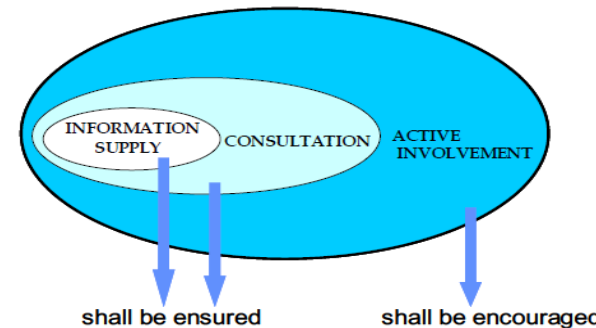 INFORMATION
SUPPLY
CONSULTATION
ACTIVE
INVOLVEMENT
shall be ensured
shall be encouraged